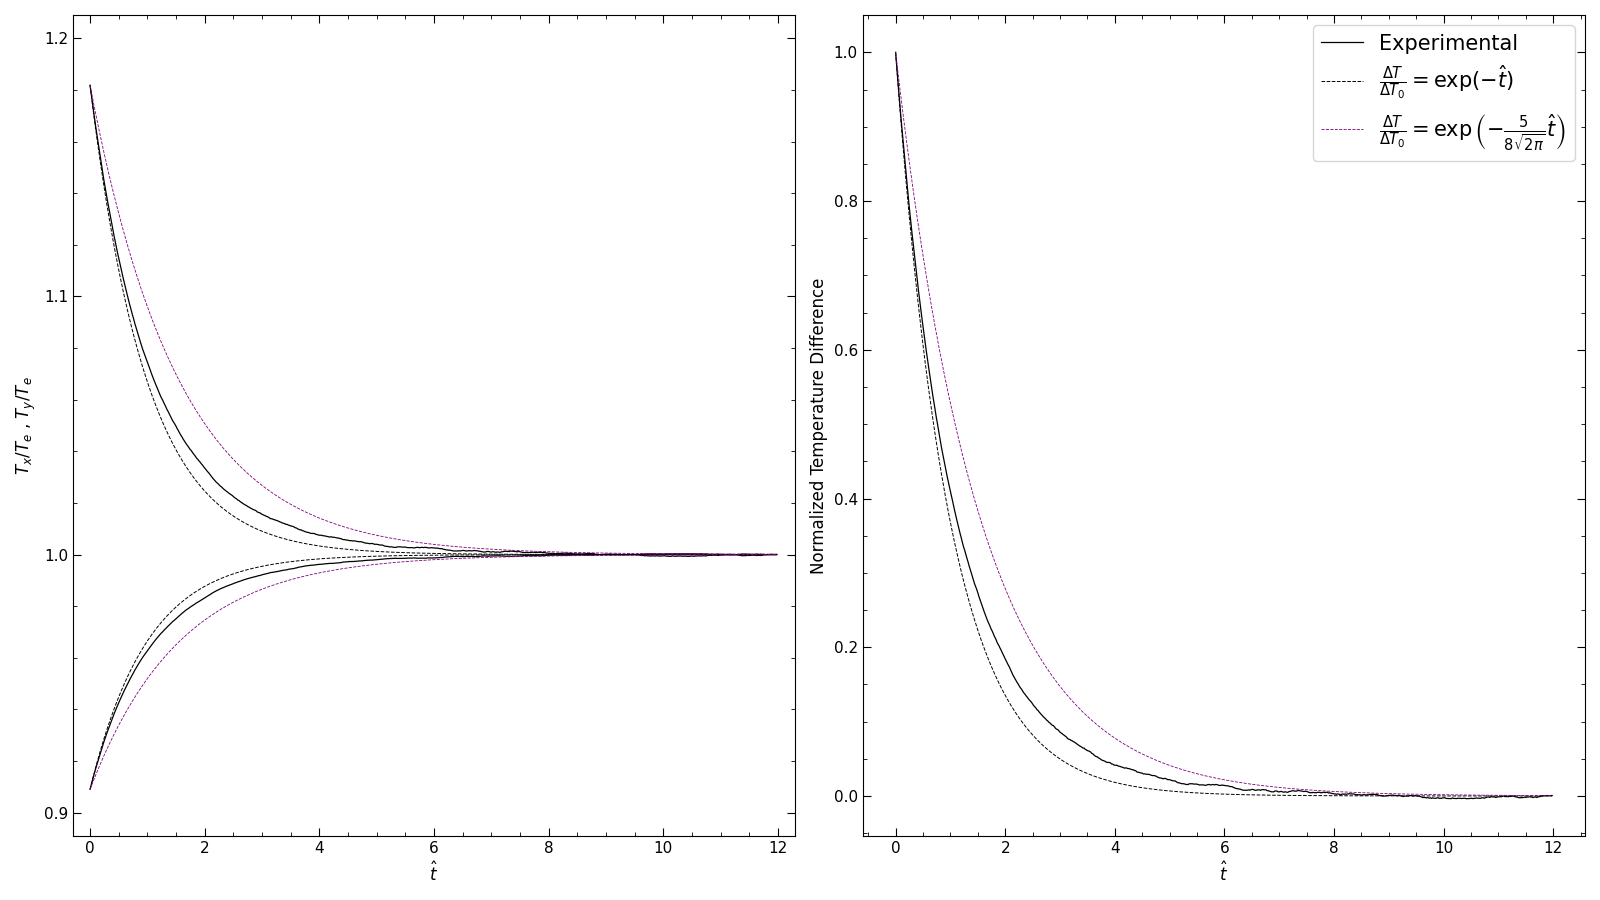 1.2
1.1
1.0
0.9
T_x/T_e , T_y/T_e
0 2 4 6 8 10 12
t̂
1.0
0.8
0.6
0.4
0.2
0.0
Normalized Temperature Difference
0 2 4 6 8 10 12
t̂
Experimental
ΔT/ΔT₀ = exp(−t̂)
ΔT/ΔT₀ = exp(−5/(8√(2π)) t̂)